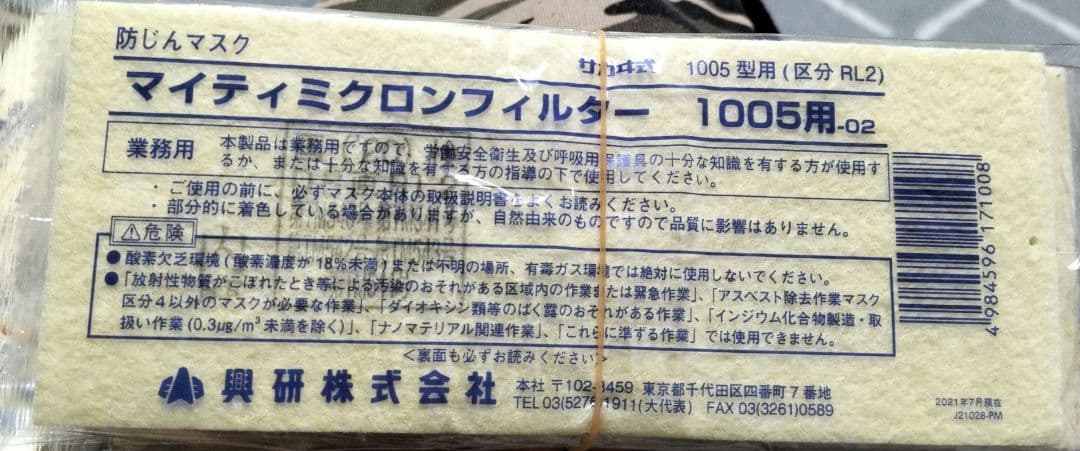 防じんマスク
サカヰ式 1005型用(区分RL2)
マイティミクロンフィルター 1005用-02
業務用
本製品は業務用ですので、労働安全衛生及び呼吸用保護具の十分な知識を有する方が使用す
るか、または十分な知識を有する方の指導の下で使用してください。
・ご使用の前に、必ずマスク本体の取扱説明書をよくお読みください。
・部分的に着色している場合がありますが、自然由来のものですので品質に影響はありません。
⚠危険
●酸素欠乏環境(酸素濃度が18%未満)または不明の場所、有毒ガス環境では絶対に使用しないでください。
●「放射性物質がこぼれたとき等による汚染のおそれがある区域内の作業または緊急作業」、「アスベスト除去作業マスク
区分4以外のマスクが必要な作業」、「ダイオキシン類等のばく露のおそれがある作業」、「インジウム化合物製造・取
扱い作業(0.3μg/m³未満を除く)」、「ナノマテリアル関連作業」、「これらに準ずる作業」では使用できません。
<裏面も必ずお読みください>
興研株式会社
本社 〒102-8459 東京都千代田区四番町7番地
TEL 03(5276)1911(大代表) FAX 03(3261)0589
4984596171008
2021年7月現在
J21028-PM